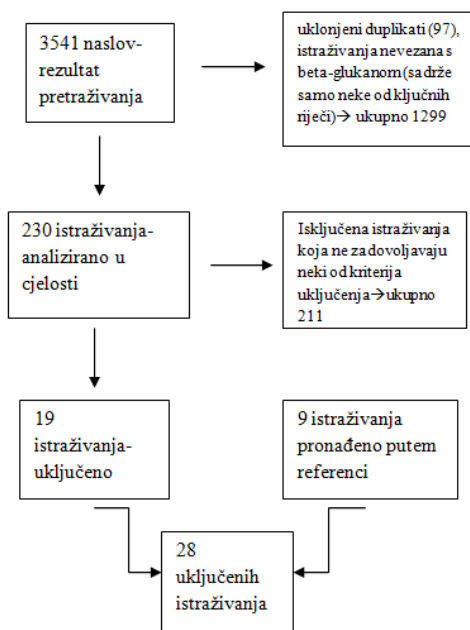 3541 naslov-
rezultat
pretraživanja
uklonjeni duplikati (97),
istraživanja nevezana s
beta-glukanom (sadrže
samo neke od ključnih
riječi)→ ukupno 1299
230 istraživanja-
analizirano u
cjelosti
Isključena istraživanja
koja ne zadovoljavaju
neki od kriterija
uključenja→ukupno
211
19
istraživanja-
uključeno
9 istraživanja
pronađeno putem
referenci
28
uključenih
istraživanja